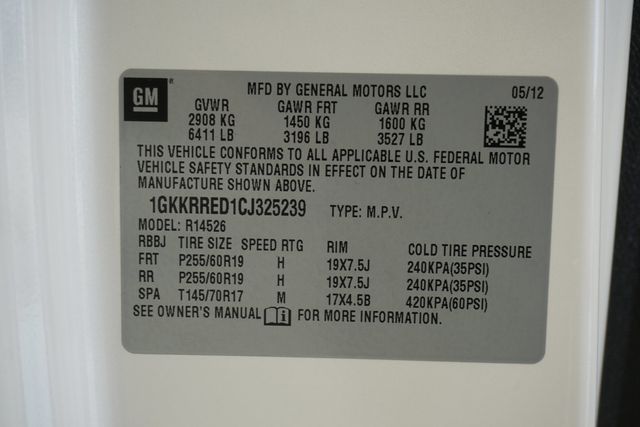 GM®
MFD BY GENERAL MOTORS LLC 05/12
GVWR GAWR FRT GAWR RR
2908 KG 1450 KG 1600 KG
6411 LB 3196 LB 3527 LB
THIS VEHICLE CONFORMS TO ALL APPLICABLE U.S. FEDERAL MOTOR
VEHICLE SAFETY STANDARDS IN EFFECT ON THE DATE OF
MANUFACTURE SHOWN ABOVE.
1GKKRRED1CJ325239 TYPE: M.P.V.
MODEL: R14526
RBBJ TIRE SIZE SPEED RTG RIM COLD TIRE PRESSURE
FRT P255/60R19 H 19X7.5J 240KPA(35PSI)
RR P255/60R19 H 19X7.5J 240KPA(35PSI)
SPA T145/70R17 M 17X4.5B 420KPA(60PSI)
SEE OWNER'S MANUAL i FOR MORE INFORMATION.